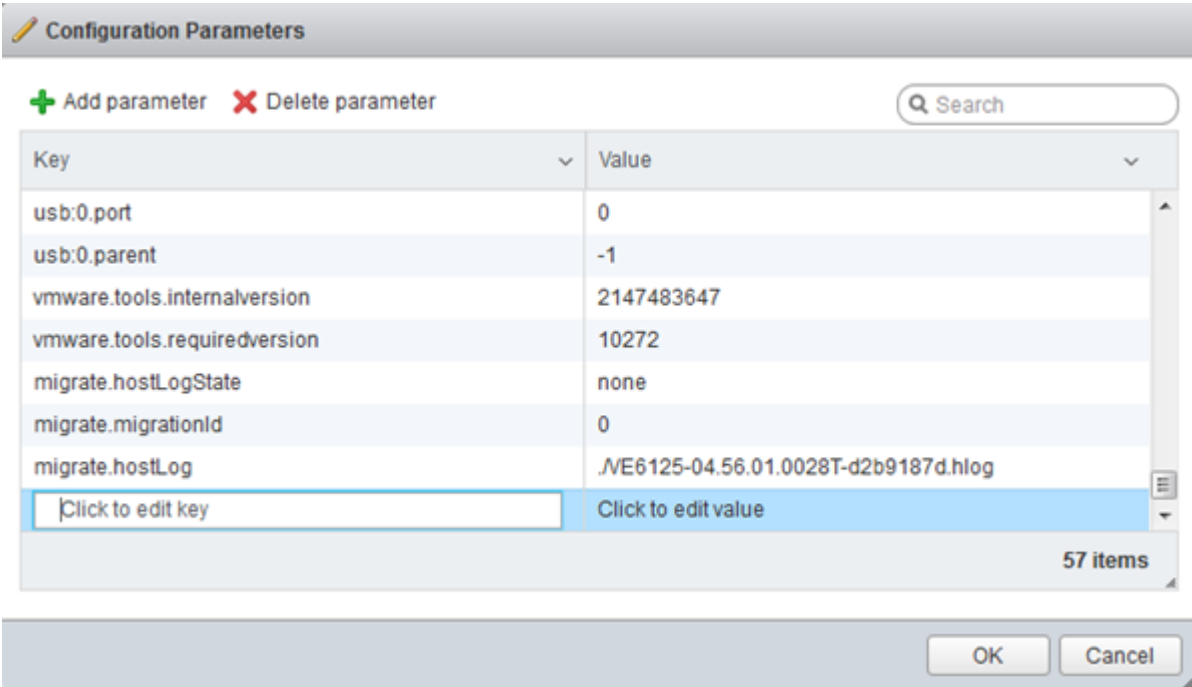 Configuration Parameters
Add parameter Delete parameter Search
Key Value
usb:0.port 0
usb:0.parent -1
vmware.tools.internalversion 2147483647
vmware.tools.requiredversion 10272
migrate.hostLogState none
migrate.migrationId 0
migrate.hostLog ./VE6125-04.56.01.0028T-d2b9187d.hlog
Click to edit key Click to edit value
57 items
OK Cancel